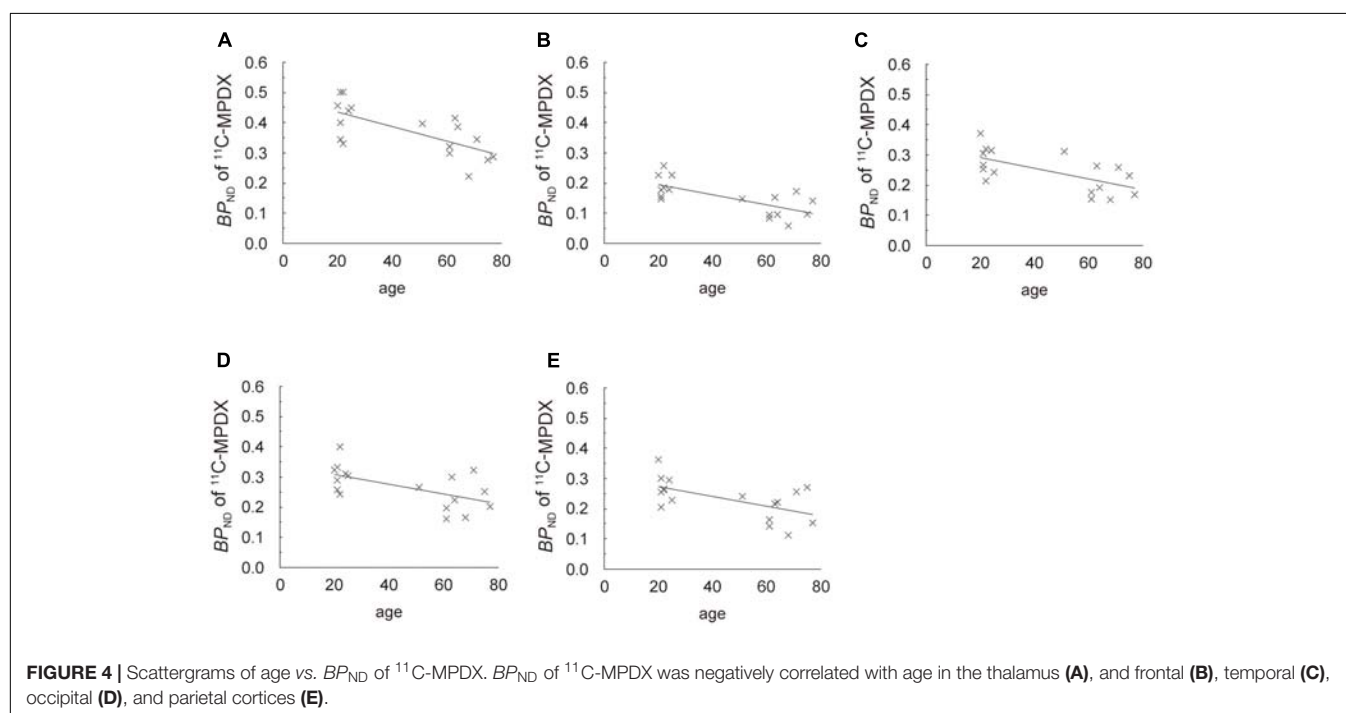 A
B
C
0.6
0.5
0.4
0.3
0.2
0.1
0.0
BP_ND of ¹¹C-MPDX
0 20 40 60 80
age
0.6
0.5
0.4
0.3
0.2
0.1
0.0
BP_ND of ¹¹C-MPDX
0 20 40 60 80
age
0.6
0.5
0.4
0.3
0.2
0.1
0.0
BP_ND of ¹¹C-MPDX
0 20 40 60 80
age
D
E
0.6
0.5
0.4
0.3
0.2
0.1
0.0
BP_ND of ¹¹C-MPDX
0 20 40 60 80
age
0.6
0.5
0.4
0.3
0.2
0.1
0.0
BP_ND of ¹¹C-MPDX
0 20 40 60 80
age
FIGURE 4 | Scattergrams of age vs. BP_ND of ¹¹C-MPDX. BP_ND of ¹¹C-MPDX was negatively correlated with age in the thalamus (A), and frontal (B), temporal (C),
occipital (D), and parietal cortices (E).